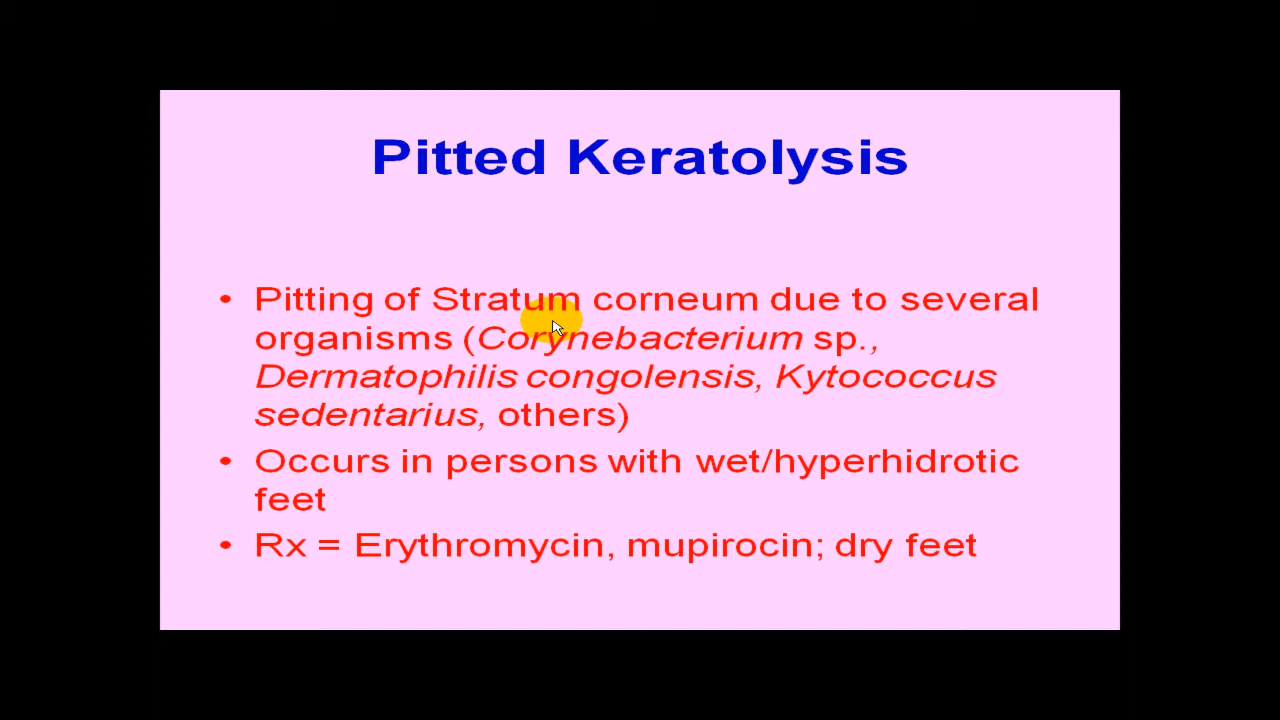 Pitted Keratolysis
• Pitting of Stratum corneum due to several
organisms (Corynebacterium sp.,
Dermatophilis congolensis, Kytococcus
sedentarius, others)
• Occurs in persons with wet/hyperhidrotic
feet
• Rx = Erythromycin, mupirocin; dry feet